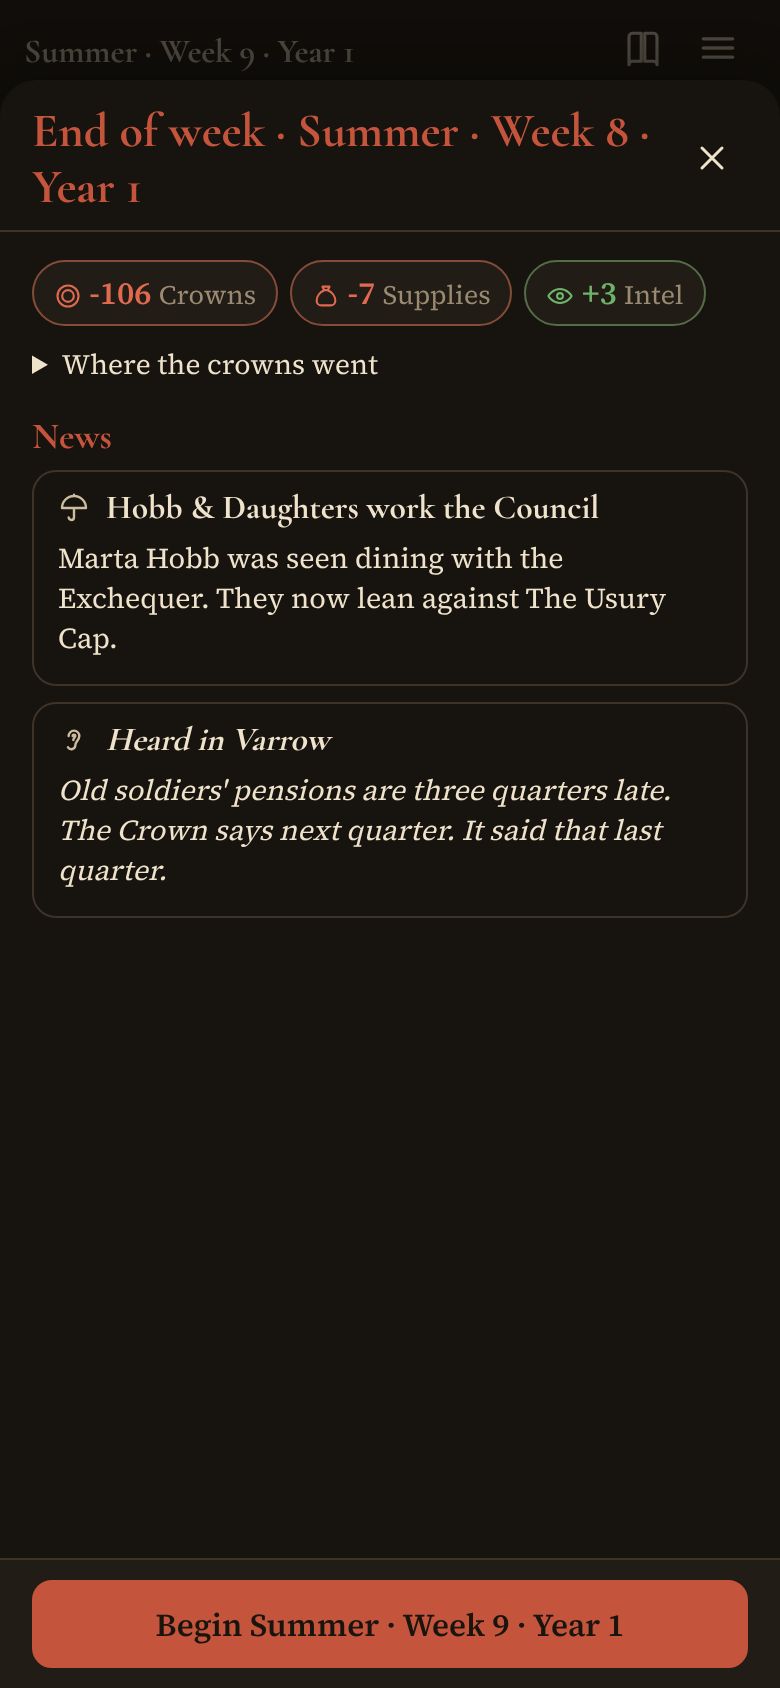 Summer · Week 9 · Year 1
End of week · Summer · Week 8 ·
Year 1
-106 Crowns
-7 Supplies
+3 Intel
Where the crowns went
News
Hobb & Daughters work the Council
Marta Hobb was seen dining with the
Exchequer. They now lean against The Usury
Cap.
Heard in Varrow
Old soldiers' pensions are three quarters late.
The Crown says next quarter. It said that last
quarter.
Begin Summer · Week 9 · Year 1